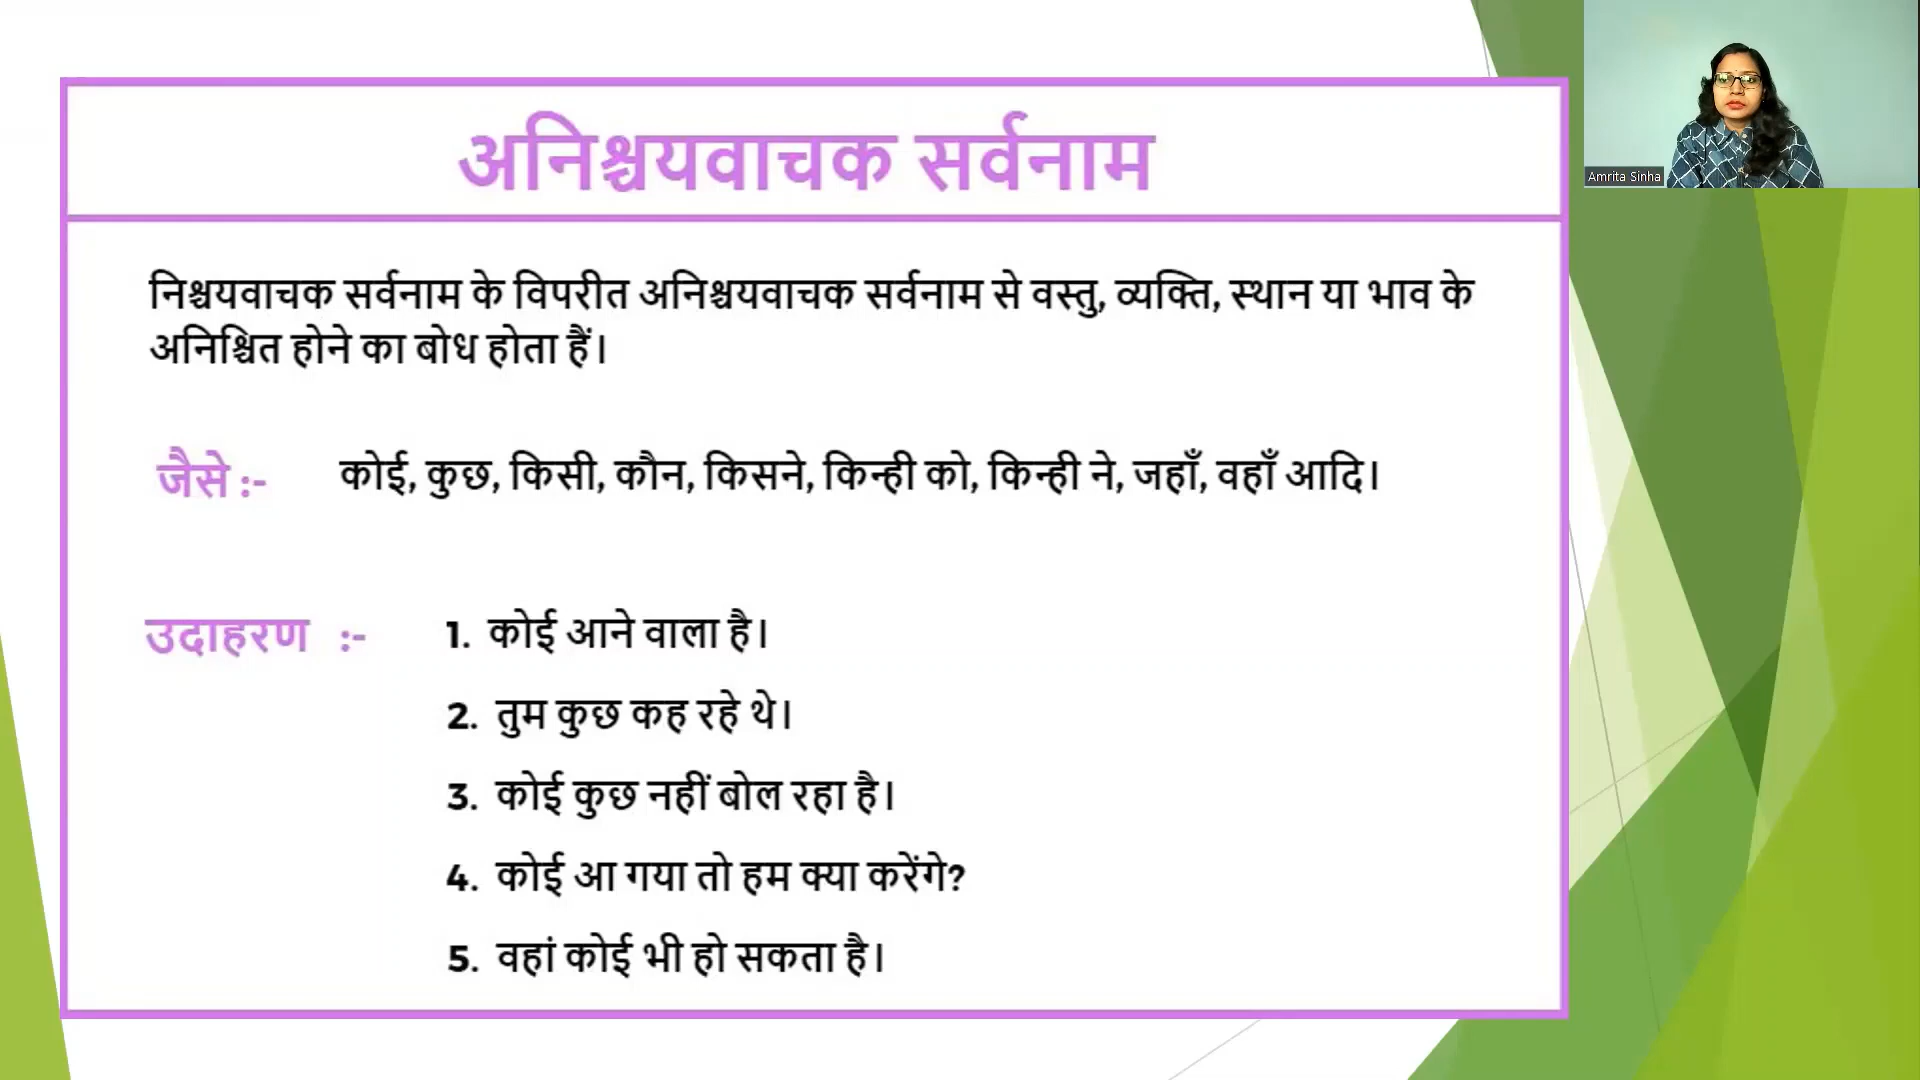 अनिश्चयवाचक सर्वनाम
Amrita Sinha
निश्चयवाचक सर्वनाम के विपरीत अनिश्चयवाचक सर्वनाम से वस्तु, व्यक्ति, स्थान या भाव के
अनिश्चित होने का बोध होता हैं।
जैसे :- कोई, कुछ, किसी, कौन, किसने, किन्ही को, किन्ही ने, जहाँ, वहाँ आदि।
उदाहरण :- 1. कोई आने वाला है।
2. तुम कुछ कह रहे थे।
3. कोई कुछ नहीं बोल रहा है।
4. कोई आ गया तो हम क्या करेंगे?
5. वहां कोई भी हो सकता है।